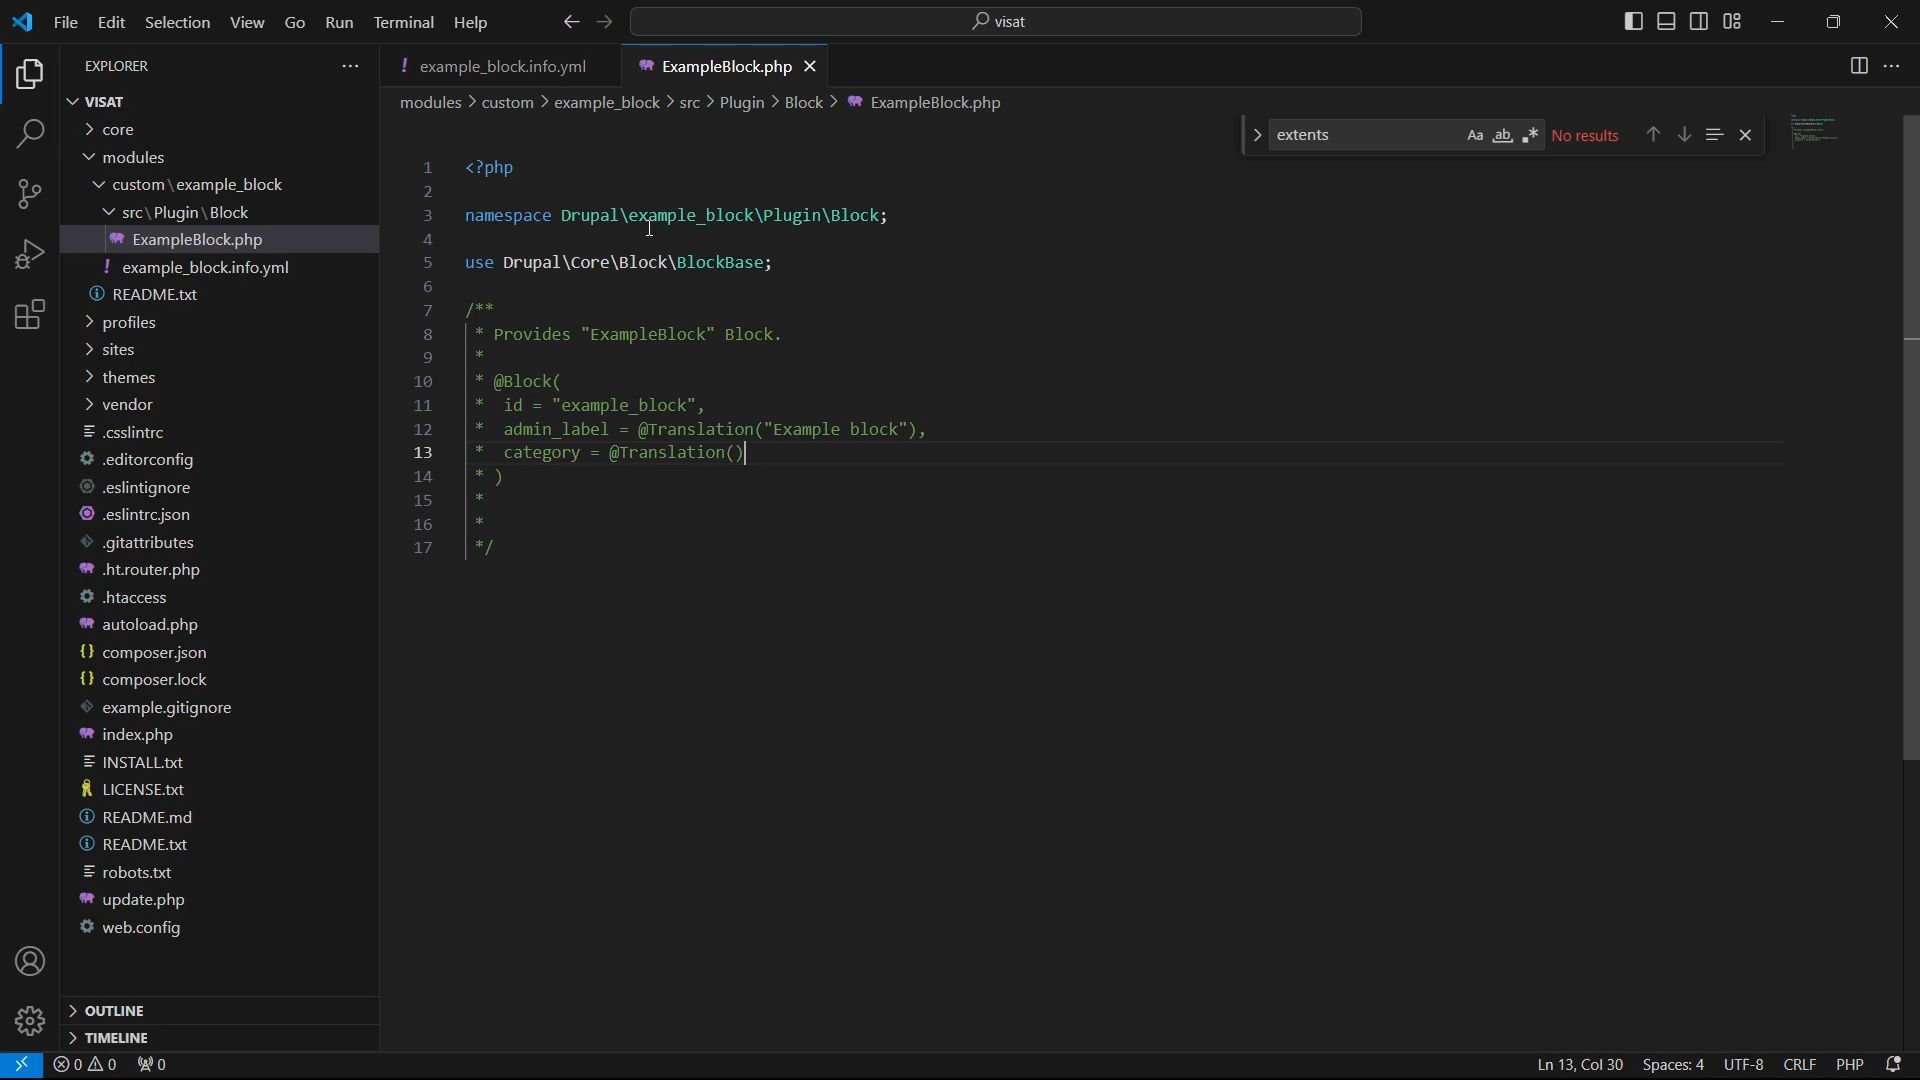 File Edit Selection View Go Run Terminal Help
visat
EXPLORER
example_block.info.yml
ExampleBlock.php
VISAT
core
modules
custom\example_block
src\Plugin\Block
ExampleBlock.php
example_block.info.yml
README.txt
profiles
sites
themes
vendor
.csslintrc
.editorconfig
.eslintignore
.eslintrc.json
.gitattributes
.ht.router.php
.htaccess
autoload.php
composer.json
composer.lock
example.gitignore
index.php
INSTALL.txt
LICENSE.txt
README.md
README.txt
robots.txt
update.php
web.config
OUTLINE
TIMELINE
modules > custom > example_block > src > Plugin > Block > ExampleBlock.php
extents Aa ab No results
1 <?php
2
3 namespace Drupal\example_block\Plugin\Block;
4
5 use Drupal\Core\Block\BlockBase;
6
7 /**
8 * Provides "ExampleBlock" Block.
9 *
10 * @Block(
11 * id = "example_block",
12 * admin_label = @Translation("Example block"),
13 * category = @Translation()
14 * )
15 *
16 *
17 */
0 0 0
Ln 13, Col 30 Spaces: 4 UTF-8 CRLF PHP